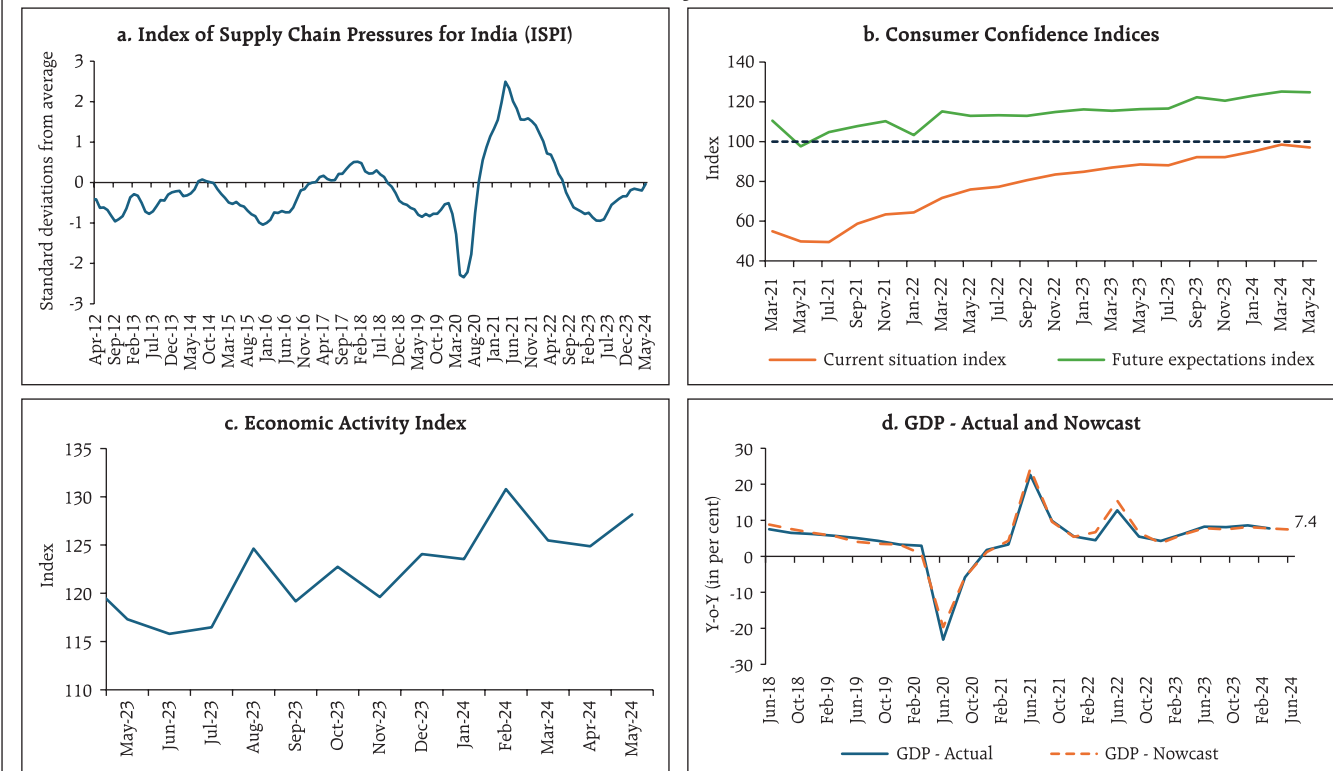 a. Index of Supply Chain Pressures for India (ISPI)
Standard deviations from average
3
2
1
0
-1
-2
-3
Apr-12
Sep-12
Feb-13
Jul-13
Dec-13
May-14
Oct-14
Mar-15
Aug-15
Jan-16
Jun-16
Nov-16
Apr-17
Sep-17
Feb-18
Jul-18
Dec-18
May-19
Oct-19
Mar-20
Aug-20
Jan-21
Jun-21
Nov-21
Apr-22
Sep-22
Feb-23
Jul-23
Dec-23
May-24
b. Consumer Confidence Indices
Index
140
120
100
80
60
40
Mar-21
May-21
Jul-21
Sep-21
Nov-21
Jan-22
Mar-22
May-22
Jul-22
Sep-22
Nov-22
Jan-23
Mar-23
May-23
Jul-23
Sep-23
Nov-23
Jan-24
Mar-24
May-24
Current situation index
Future expectations index
c. Economic Activity Index
Index
135
130
125
120
115
110
May-23
Jun-23
Jul-23
Aug-23
Sep-23
Oct-23
Nov-23
Dec-23
Jan-24
Feb-24
Mar-24
Apr-24
May-24
d. GDP - Actual and Nowcast
Y-o-Y (in per cent)
30
20
10
0
-10
-20
-30
7.4
Jun-18
Oct-18
Feb-19
Jun-19
Oct-19
Feb-20
Jun-20
Oct-20
Feb-21
Jun-21
Oct-21
Feb-22
Jun-22
Oct-22
Feb-23
Jun-23
Oct-23
Feb-24
Jun-24
GDP - Actual
GDP - Nowcast